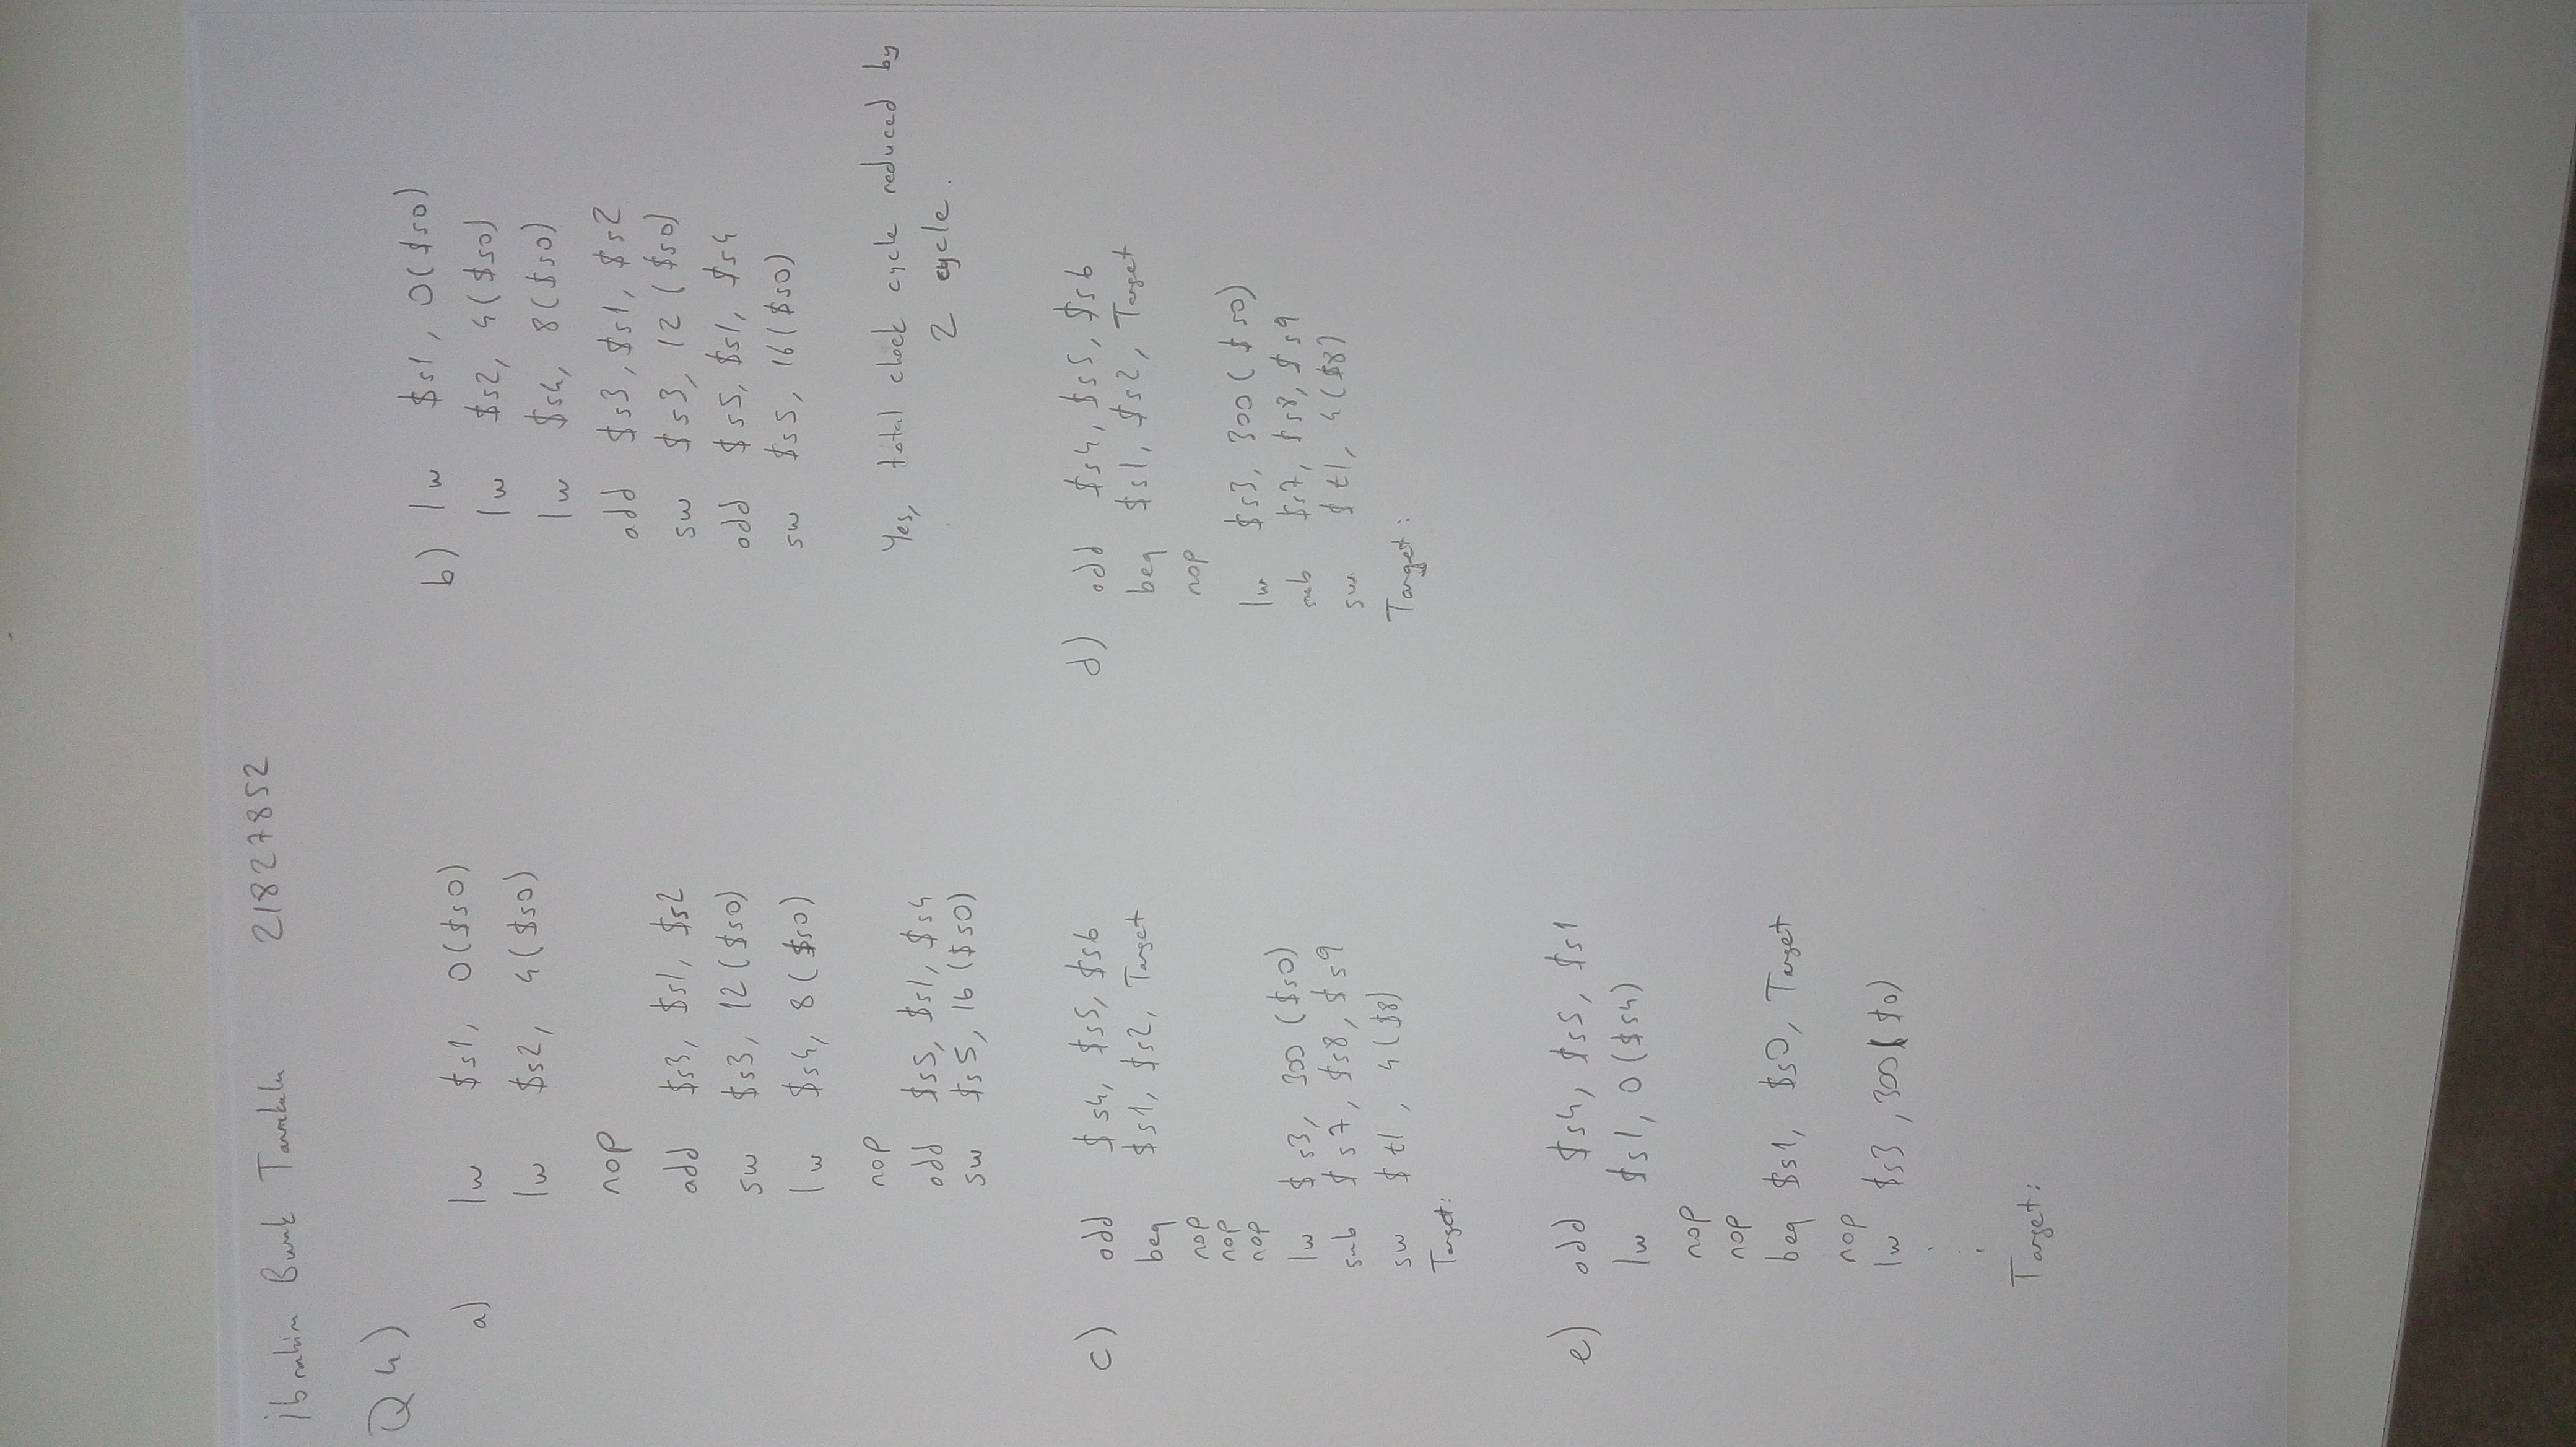 İbrahim Burak Tanrıkulu 21827852
Q4)
a) lw $s1, 0($s0)
lw $s2, 4($s0)
nop
add $s3, $s1, $s2
sw $s3, 12($s0)
lw $s4, 8($s0)
nop
add $s5, $s1, $s4
sw $s5, 16($s0)
b) lw $s1, 0($s0)
lw $s2, 4($s0)
lw $s4, 8($s0)
add $s3, $s1, $s2
sw $s3, 12($s0)
add $s5, $s1, $s4
sw $s5, 16($s0)
Yes, total clock cycle reduced by
2 cycle.
c) add $s4, $s5, $s6
beq $s1, $s2, Target
nop
nop
nop
lw $s3, 300($s0)
sub $s7, $s8, $s9
sw $t1, 4($8)
Target:
d) add $s4, $s5, $s6
beq $s1, $s2, Target
nop
lw $s3, 300($s0)
sub $s7, $s8, $s9
sw $t1, 4($8)
Target:
e) add $s4, $s5, $s1
lw $s1, 0($s4)
nop
nop
beq $s1, $s0, Target
nop
lw $s3, 300($0)
.
.
.
Target: